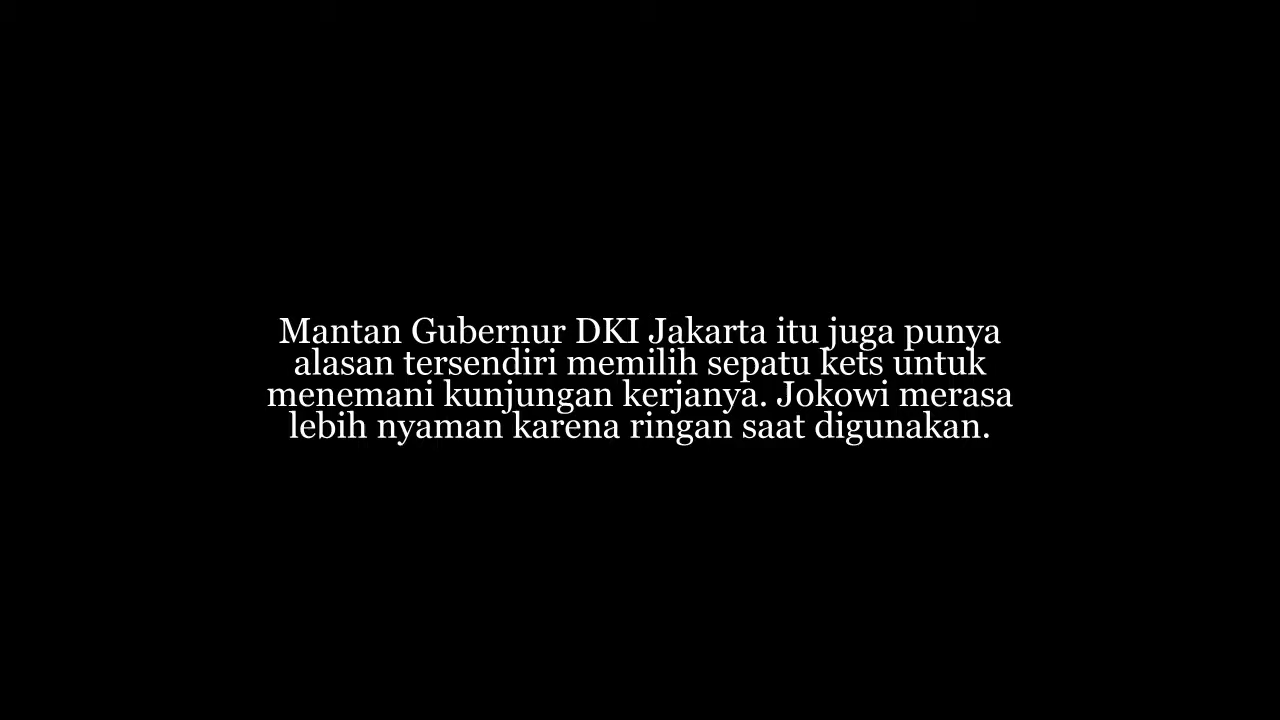 Mantan Gubernur DKI Jakarta itu juga punya
alasan tersendiri memilih sepatu kets untuk
menemani kunjungan kerjanya. Jokowi merasa
lebih nyaman karena ringan saat digunakan.